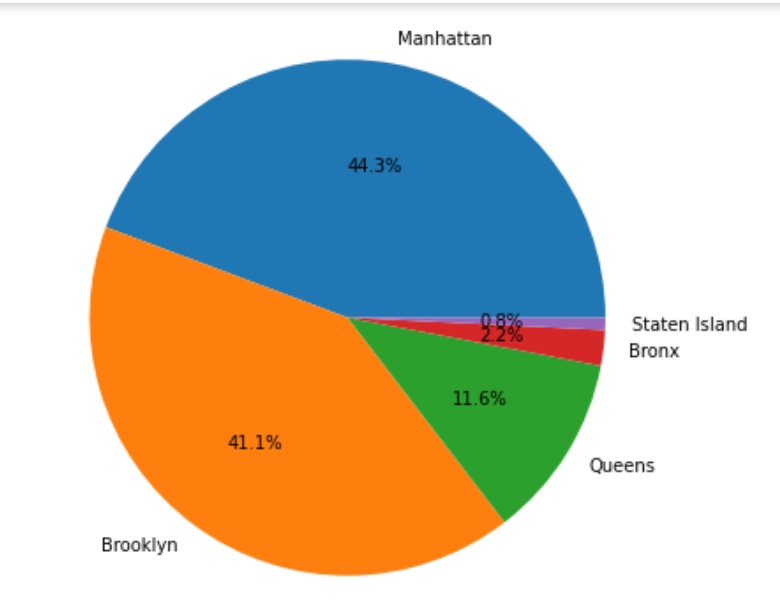 Manhattan
44.3%
0.8%
Staten Island
2.2%
Bronx
11.6%
41.1%
Queens
Brooklyn